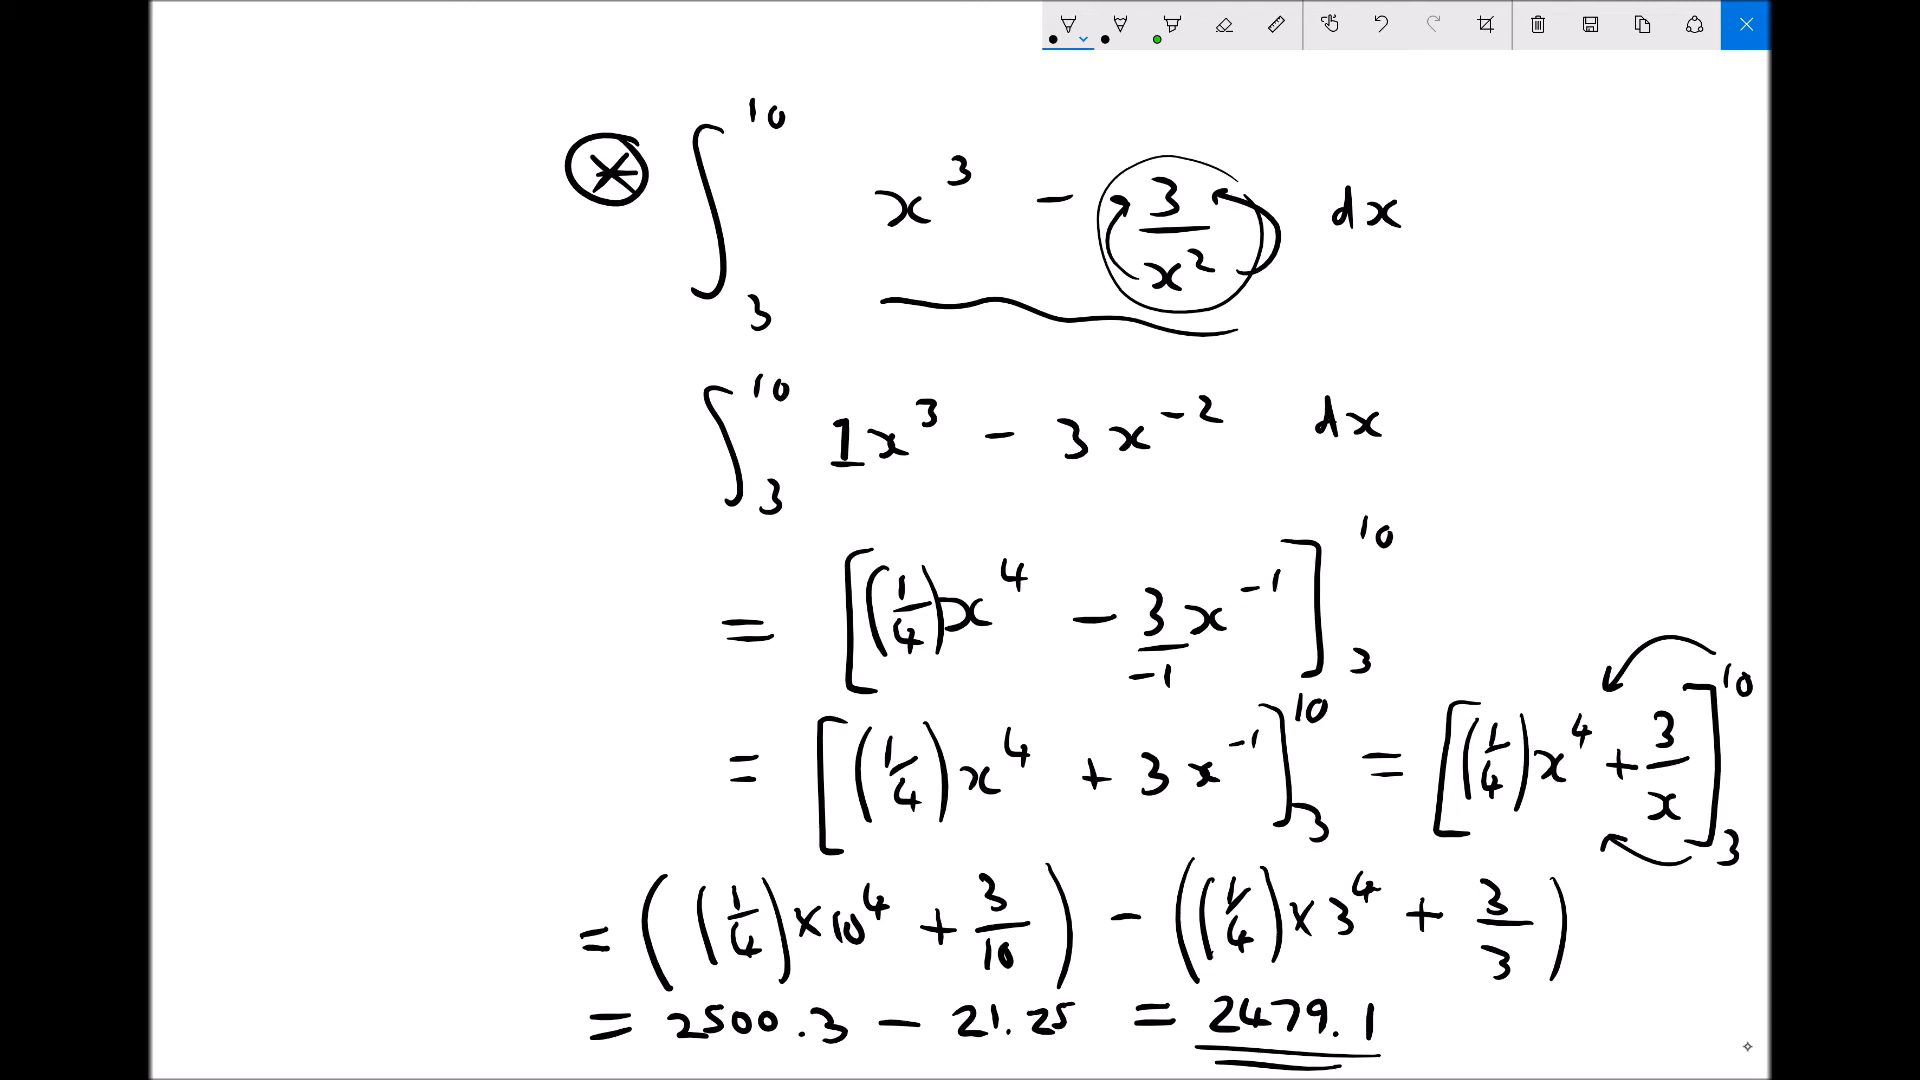 ⊛ ∫₃¹⁰ x³ - 3/x² dx
∫₃¹⁰ 1x³ - 3x⁻² dx
= [(1/4)x⁴ - 3x⁻¹/-1]₃¹⁰
= [(1/4)x⁴ + 3x⁻¹]₃¹⁰ = [(1/4)x⁴ + 3/x]₃¹⁰
= ((1/4)×10⁴ + 3/10) - ((1/4)×3⁴ + 3/3)
= 2500.3 - 21.25 = 2479.1